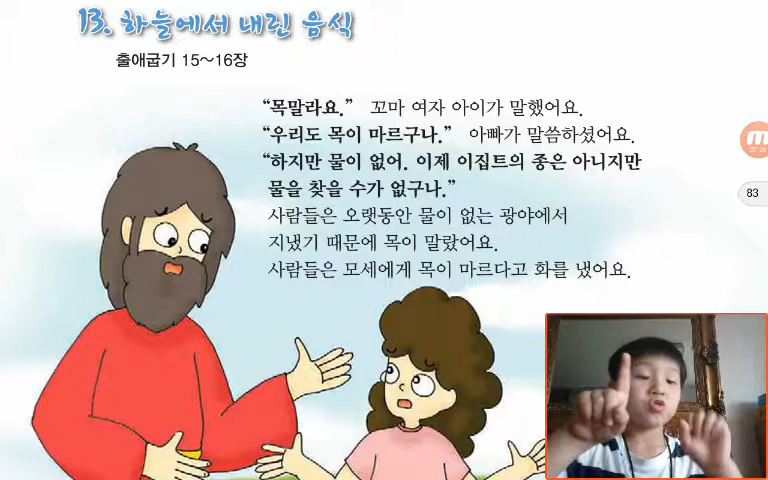 13. 하늘에서 내린 음식
출애굽기 15~16장
“목말라요.” 꼬마 여자 아이가 말했어요.
“우리도 목이 마르구나.” 아빠가 말씀하셨어요.
“하지만 물이 없어. 이제 이집트의 종은 아니지만
물을 찾을 수가 없구나.”
사람들은 오랫동안 물이 없는 광야에서
지냈기 때문에 목이 말랐어요.
사람들은 모세에게 목이 마르다고 화를 냈어요.
83